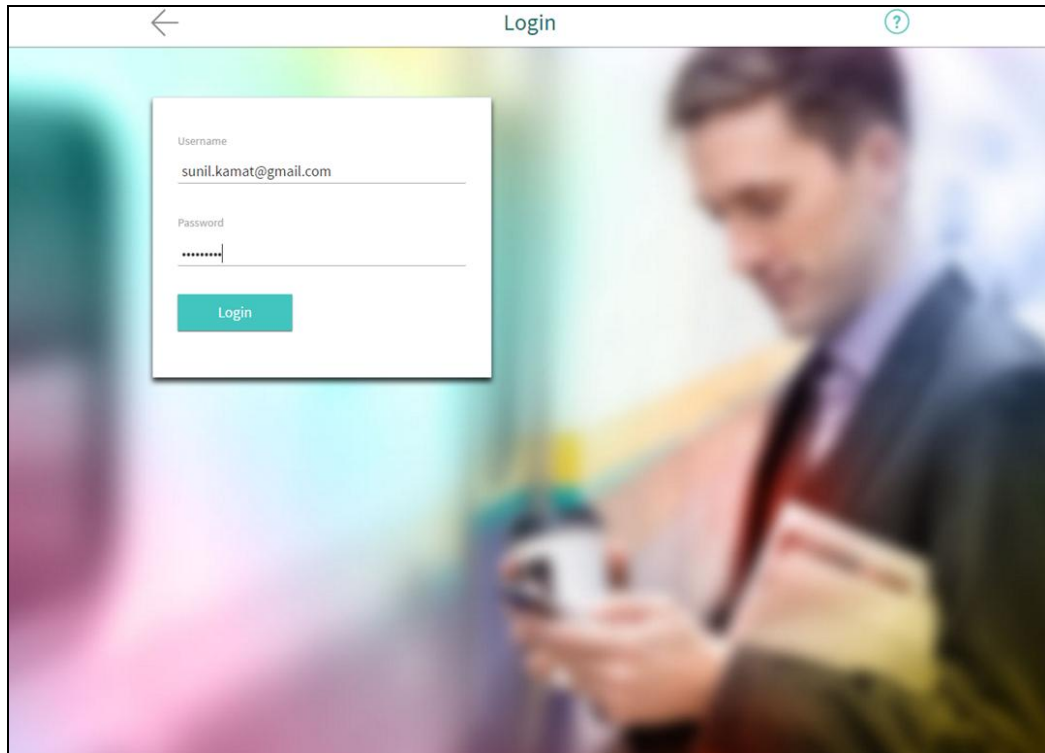 Login
?
Username
sunil.kamat@gmail.com
Password
•••••••••
Login